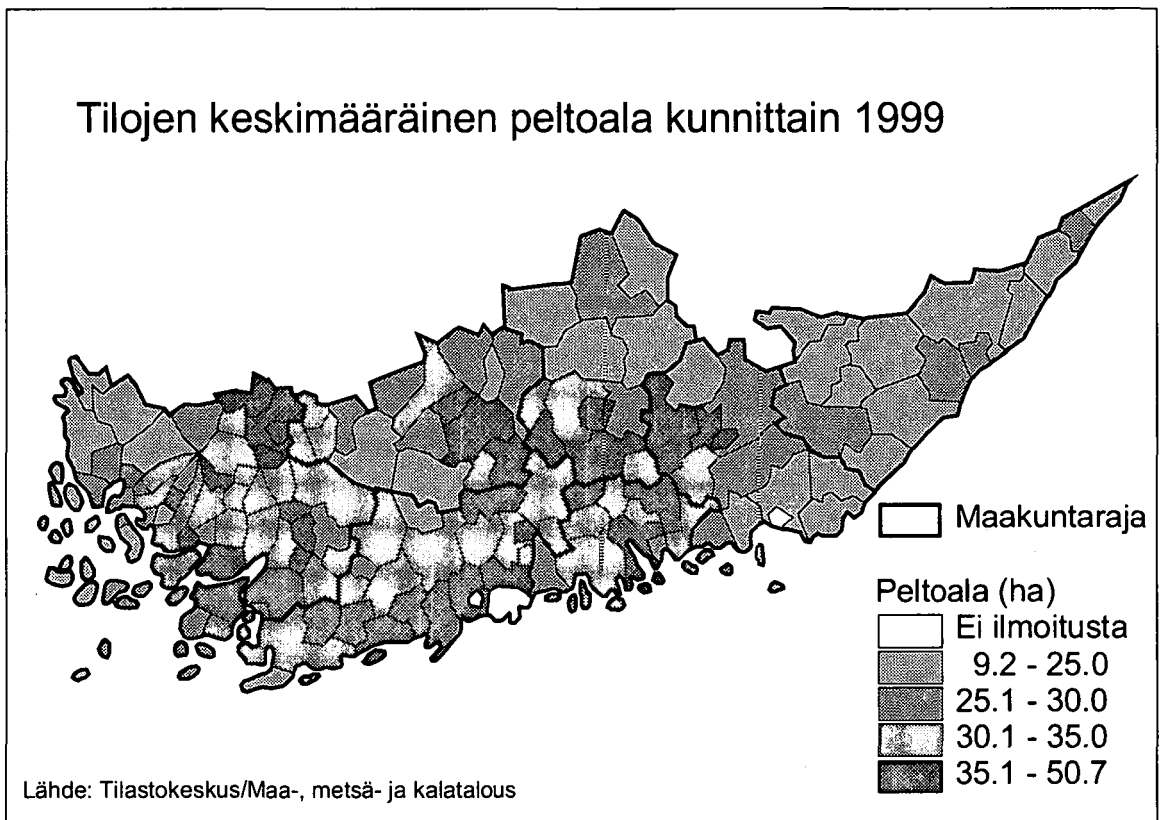 Tilojen keskimääräinen peltoala kunnittain 1999
Maakuntaraja
Peltoala (ha)
Ei ilmoitusta
9.2 - 25.0
25.1 - 30.0
30.1 - 35.0
35.1 - 50.7
Lähde: Tilastokeskus/Maa-, metsä- ja kalatalous